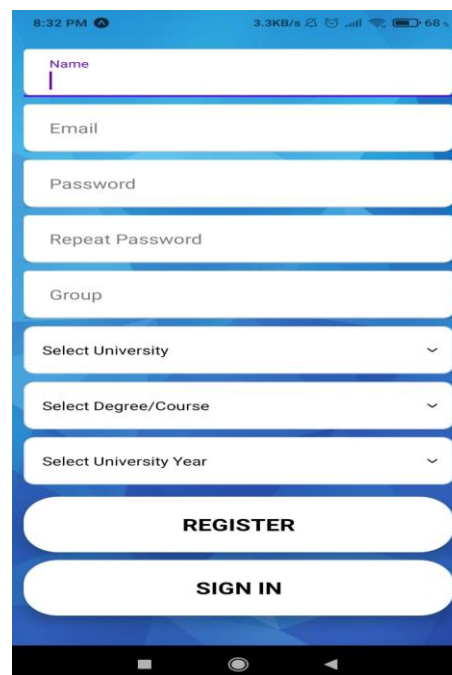 8:32 PM 3.3KB/s 68
Name
Email
Password
Repeat Password
Group
Select University
Select Degree/Course
Select University Year
REGISTER
SIGN IN